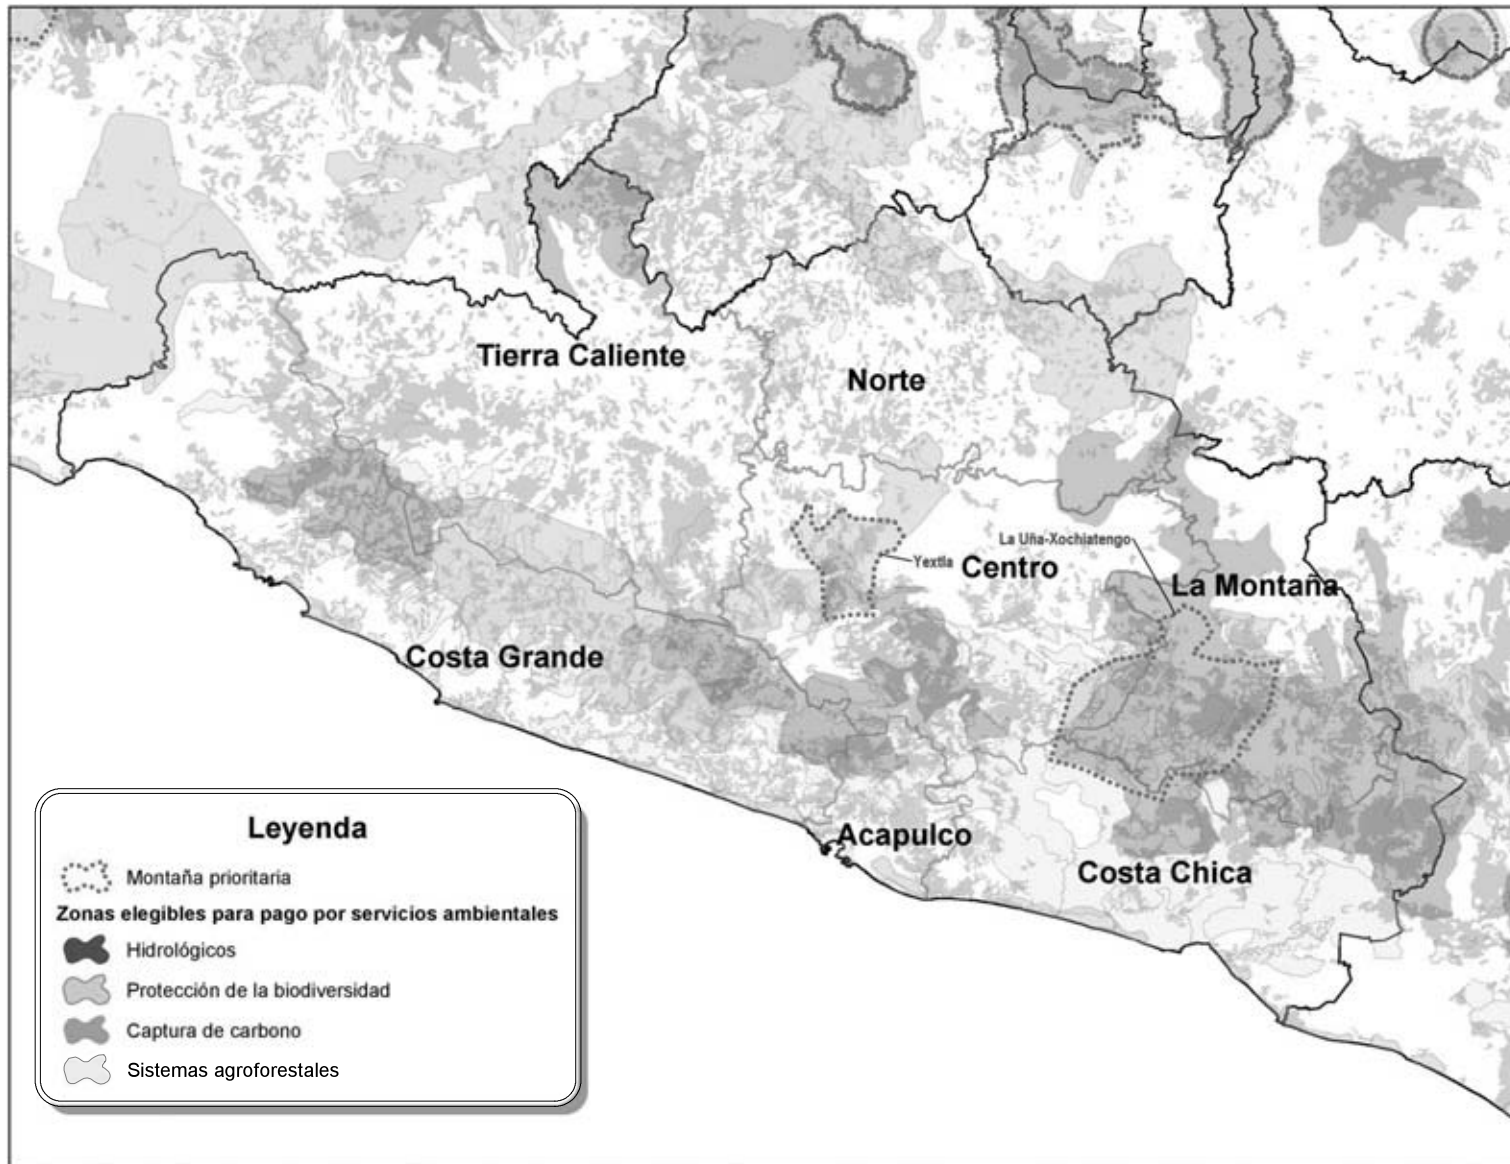 Tierra Caliente
Norte
La Uña-Xochiatengo
Yextla
Centro
La Montaña
Costa Grande
Acapulco
Costa Chica
Leyenda
Montaña prioritaria
Zonas elegibles para pago por servicios ambientales
Hidrológicos
Protección de la biodiversidad
Captura de carbono
Sistemas agroforestales